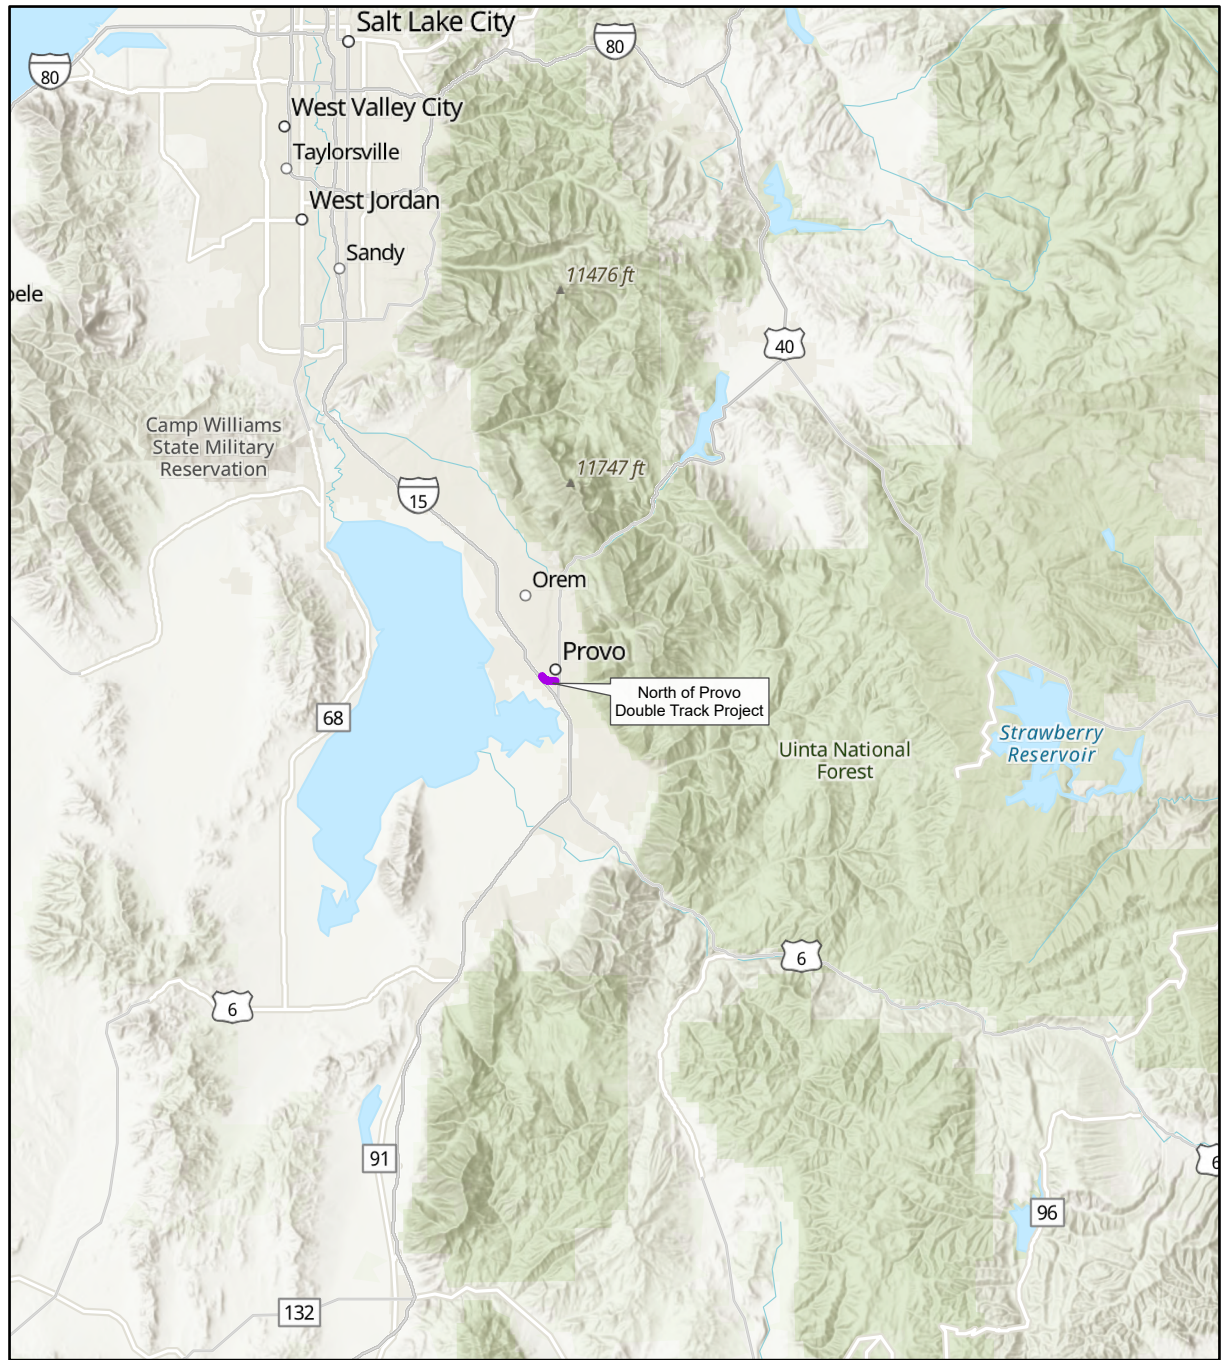 Salt Lake City
80
80
West Valley City
Taylorsville
West Jordan
Sandy
11476 ft
pele
40
Camp Williams
State Military
Reservation
11747 ft
15
Orem
Provo
North of Provo
Double Track Project
68
Strawberry
Reservoir
Uinta National
Forest
6
6
91
6
96
132